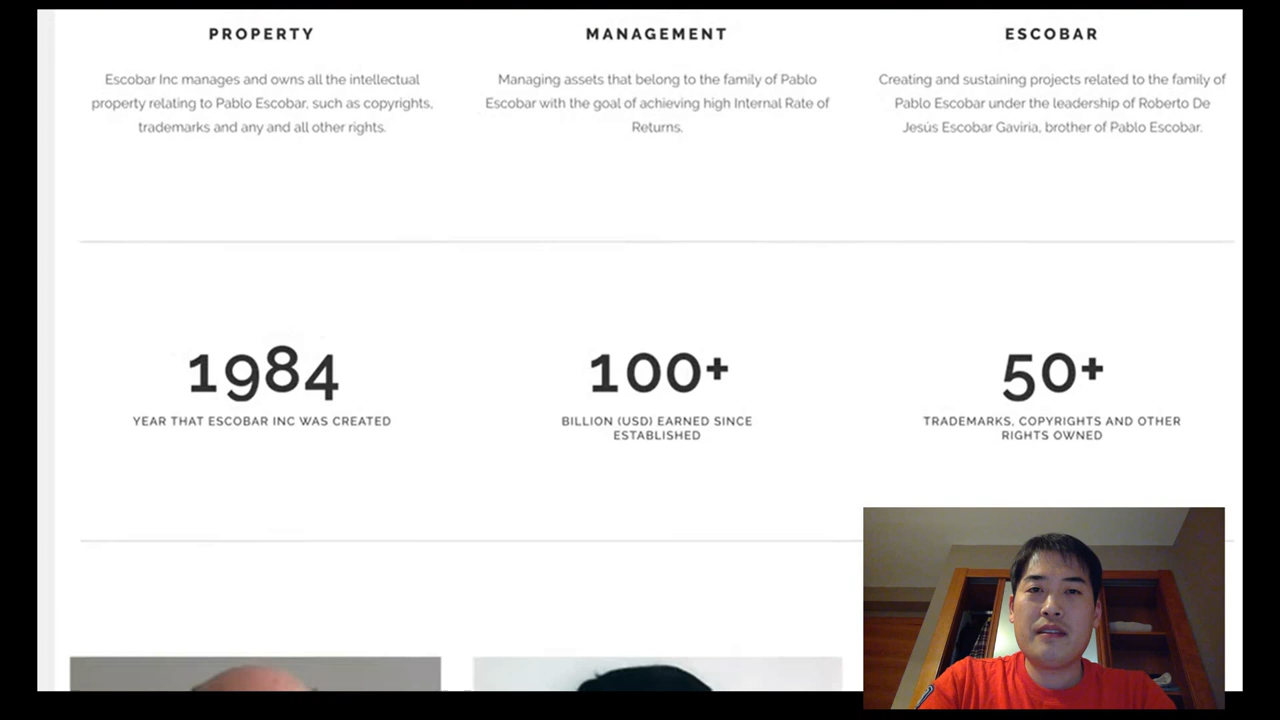 PROPERTY
Escobar Inc manages and owns all the intellectual
property relating to Pablo Escobar, such as copyrights,
trademarks and any and all other rights.
MANAGEMENT
Managing assets that belong to the family of Pablo
Escobar with the goal of achieving high Internal Rate of
Returns.
ESCOBAR
Creating and sustaining projects related to the family of
Pablo Escobar under the leadership of Roberto De
Jesús Escobar Gaviria, brother of Pablo Escobar.
1984
YEAR THAT ESCOBAR INC WAS CREATED
100+
BILLION (USD) EARNED SINCE
ESTABLISHED
50+
TRADEMARKS, COPYRIGHTS AND OTHER
RIGHTS OWNED